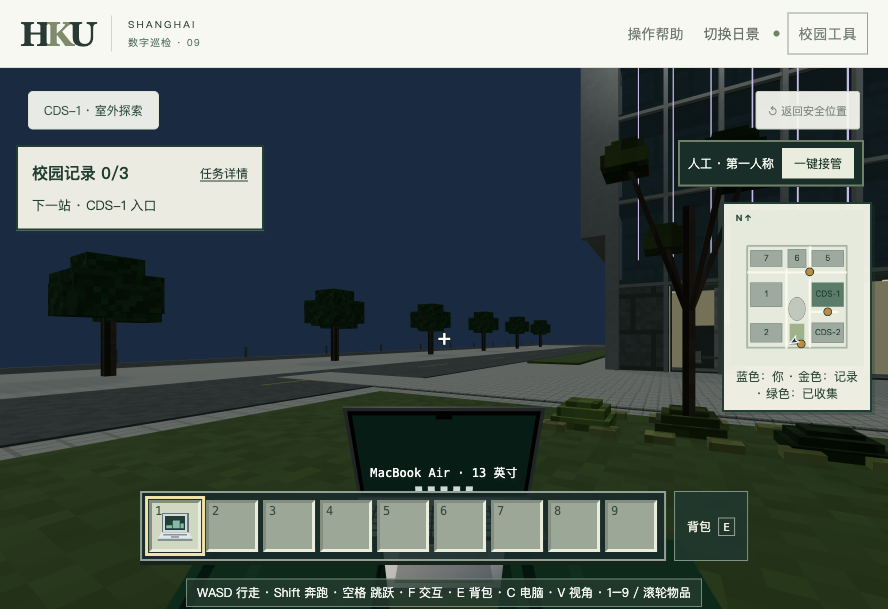 HKU
SHANGHAI
数字巡检 · 09
操作帮助
切换日景
校园工具
CDS–1 · 室外探索
返回安全位置
校园记录 0/3
任务详情
下一站 · CDS–1 入口
人工 · 第一人称
一键接管
N↑
7
6
5
1
CDS-1
2
CDS-2
蓝色：你 · 金色：记录
· 绿色：已收集
MacBook Air · 13 英寸
1
2
3
4
5
6
7
8
9
背包 E
WASD 行走 · Shift 奔跑 · 空格 跳跃 · F 交互 · E 背包 · C 电脑 · V 视角 · 1—9 / 滚轮物品